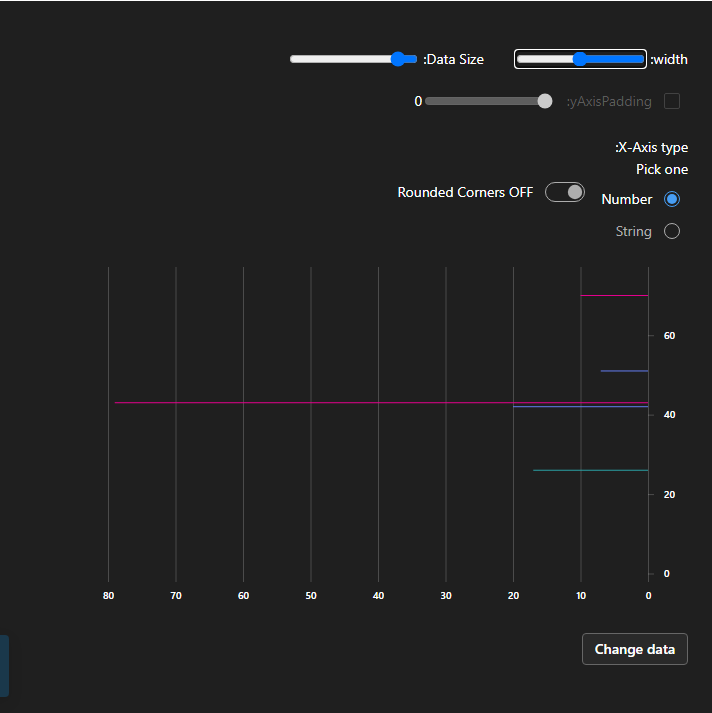 :width
:Data Size
:yAxisPadding
0
:X-Axis type
Pick one
Number
Rounded Corners OFF
String
60
40
20
0
80 70 60 50 40 30 20 10 0
Change data